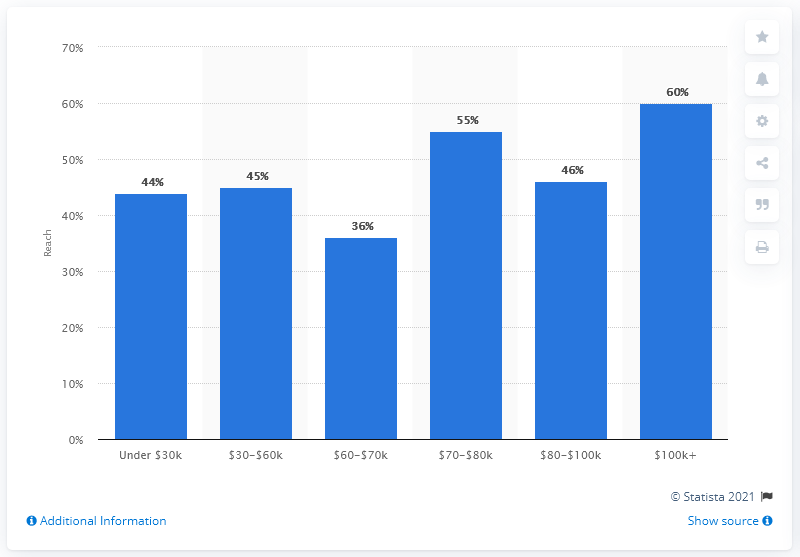 70%
60%
50%
40%
30%
20%
10%
0%
Reach
44%
45%
36%
55%
46%
60%
Under $30k
$30–$60k
$60–$70k
$70–$80k
$80–$100k
$100k+
© Statista 2021
Additional Information
Show source